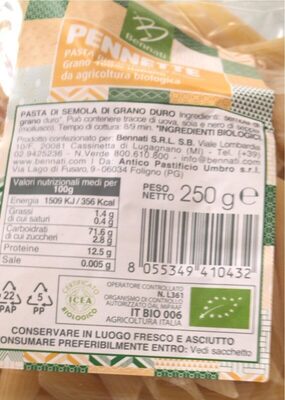 Bennati
PENNETTE
PASTA
Grano
da agricoltura biologica
PASTA DI SEMOLA DI GRANO DURO Ingredienti: semola di
grano duro*. Può contenere tracce di uova, soia e nero di seppia
(mollusco). Tempo di cottura: 8/9 min. *INGREDIENTI BIOLOGICI.
Prodotto confezionato per: Bennati S.R.L. S.B. Viale Lombardia
10/F, 20081 Cassinetta di Lugagnano (MI) - Italia Tel. (+39)
02.9425236 - N.Verde 800.610.800 -
www.bennati.com | Da Antico Pastificio Umbro s.r.l.
Via Lago di Fusaro, 9 - 06034 Foligno (PG)
Valori nutrizionali medi per
100g
Energia 1509 KJ / 356 Kcal
Grassi 1.4 g
di cui saturi 0.4 g
Carboidrati 71.6 g
di cui zuccheri 2.8 g
Proteine 12.5 g
Sale 0.005 g
PESO
NETTO 250 g e
8 055349 410432
22
PAP
5
PP
CERTIFICATO
ICEA
BIOLOGICO
OPERATORE CONTROLLATO
N. L361
ORGANISMO DI CONTROLLO
AUTORIZZATO DAL MIPAAF
IT BIO 006
AGRICOLTURA ITALIA
CONSERVARE IN LUOGO FRESCO E ASCIUTTO
CONSUMARE PREFERIBILMENTE ENTRO: Vedi sacchetto